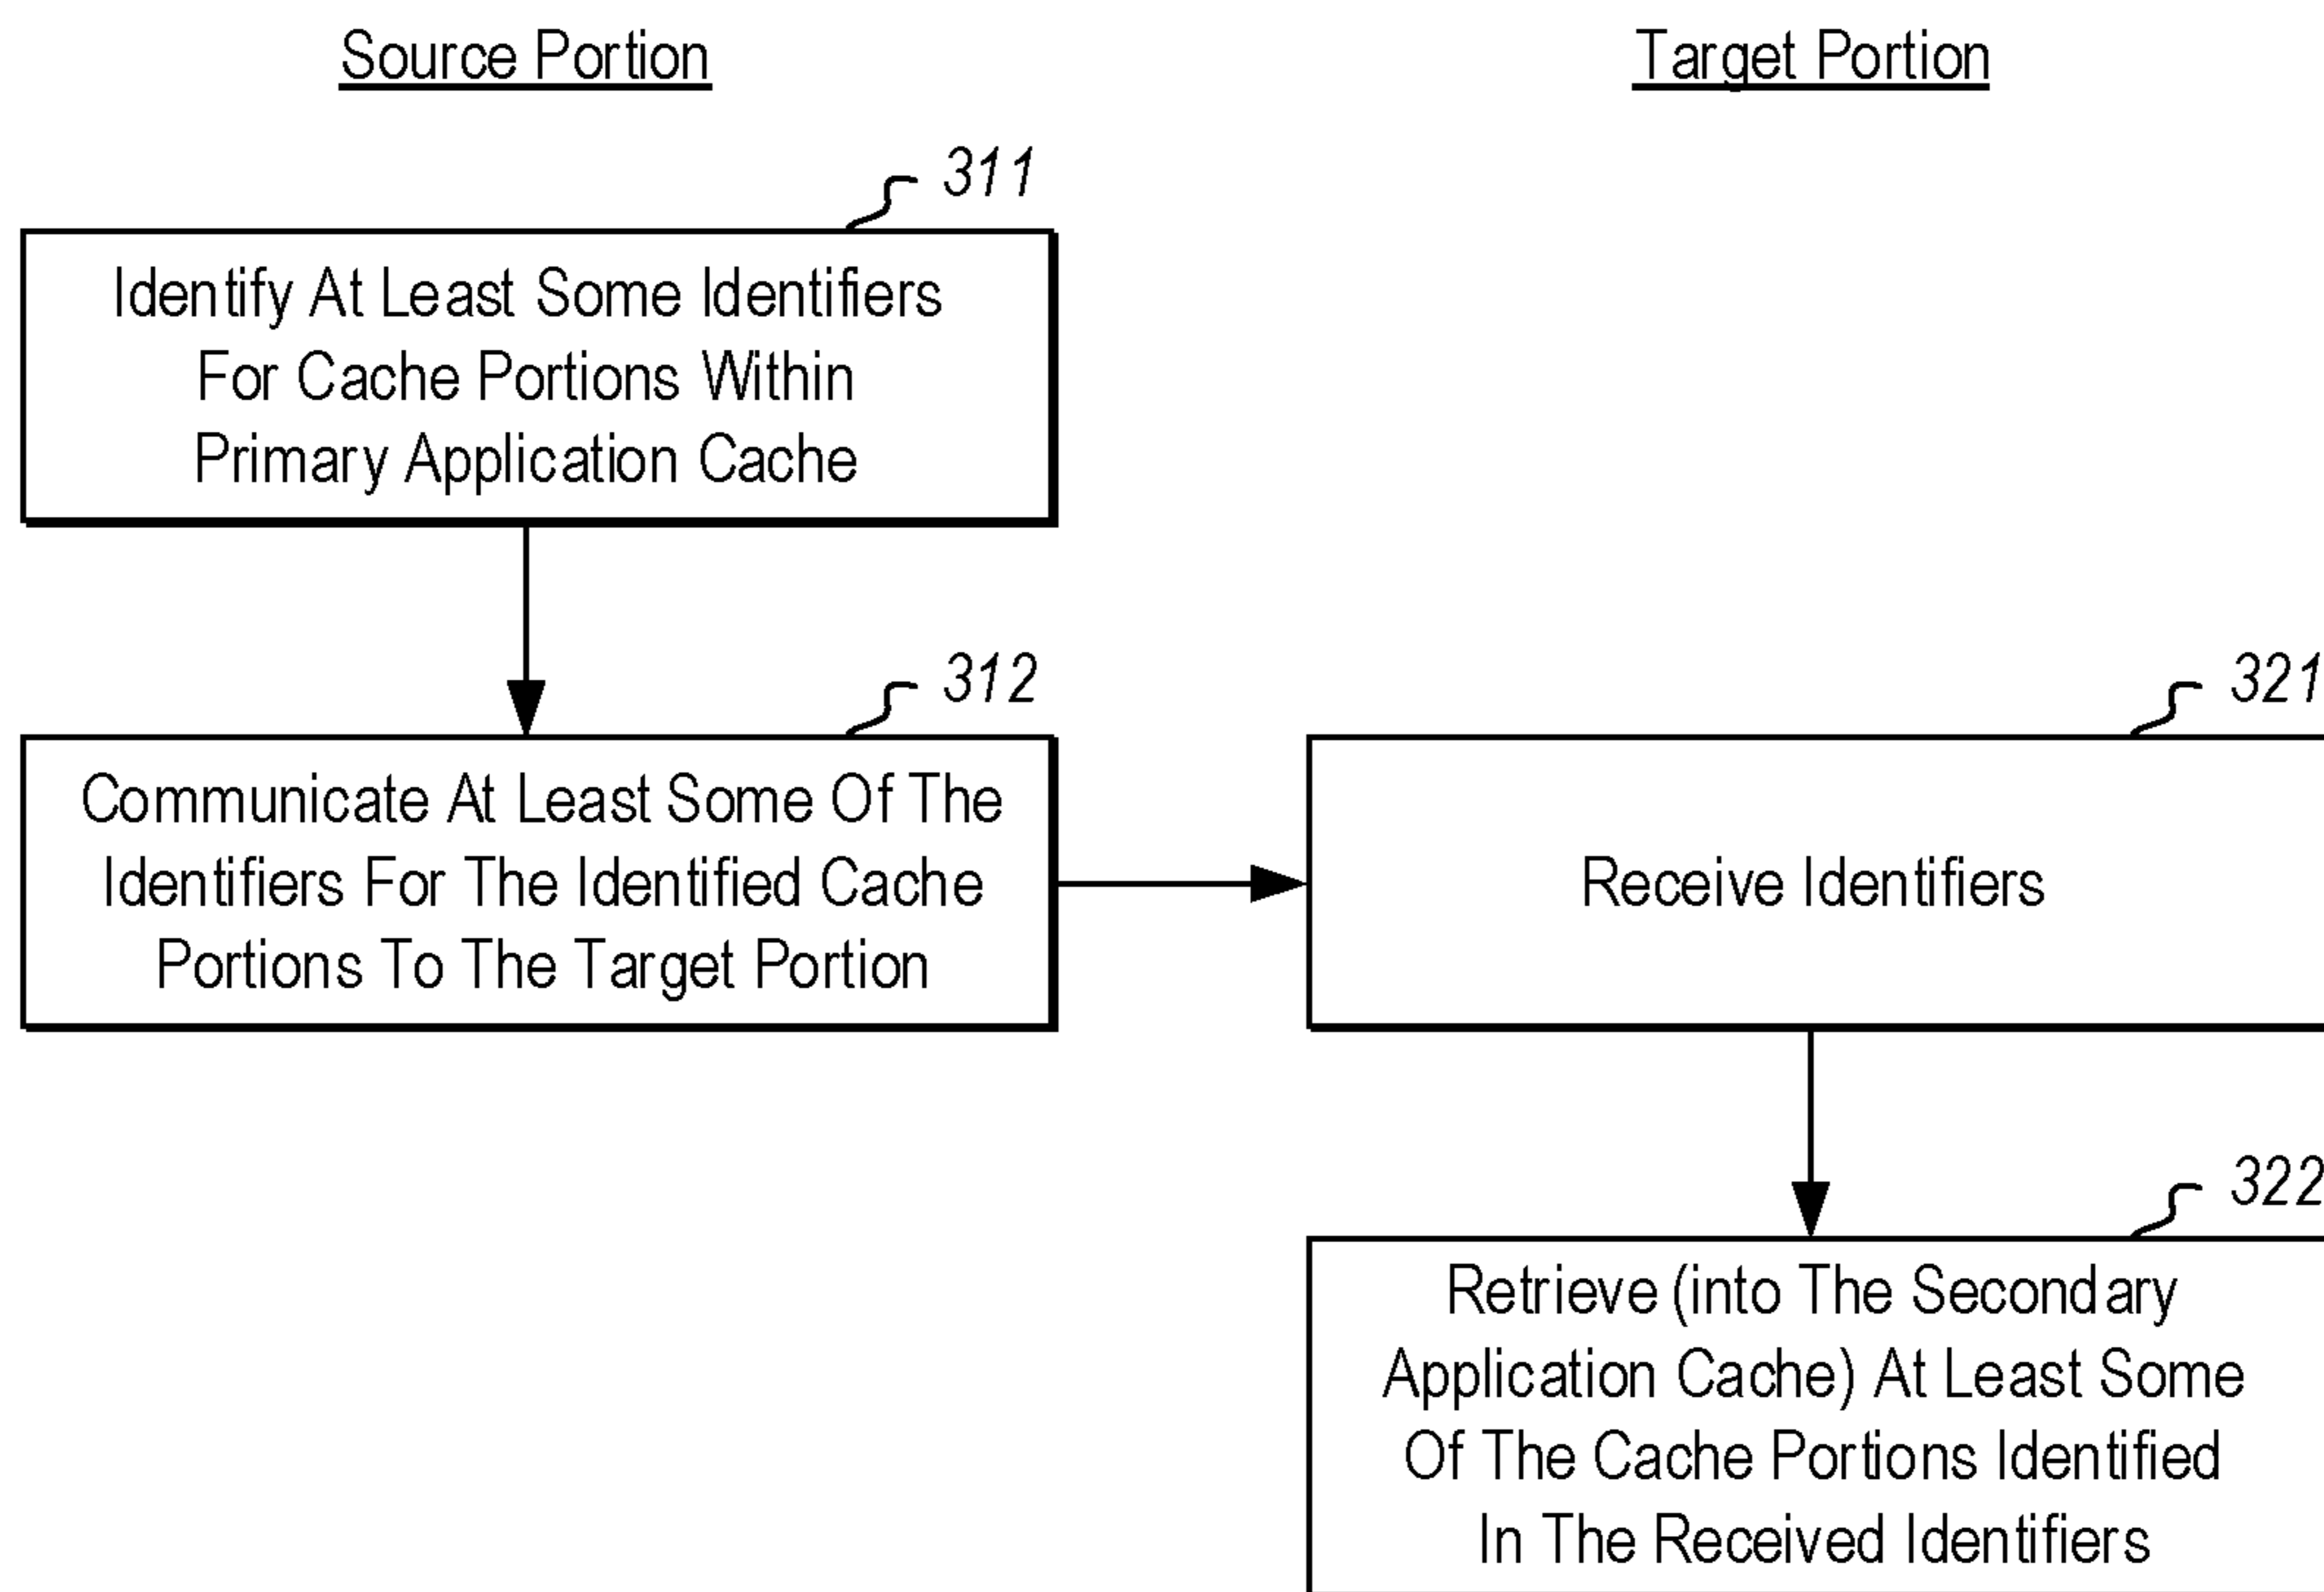 Source Portion
Target Portion
311
Identify At Least Some Identifiers
For Cache Portions Within
Primary Application Cache
312
Communicate At Least Some Of The
Identifiers For The Identified Cache
Portions To The Target Portion
321
Receive Identifiers
322
Retrieve (into The Secondary
Application Cache) At Least Some
Of The Cache Portions Identified
In The Received Identifiers